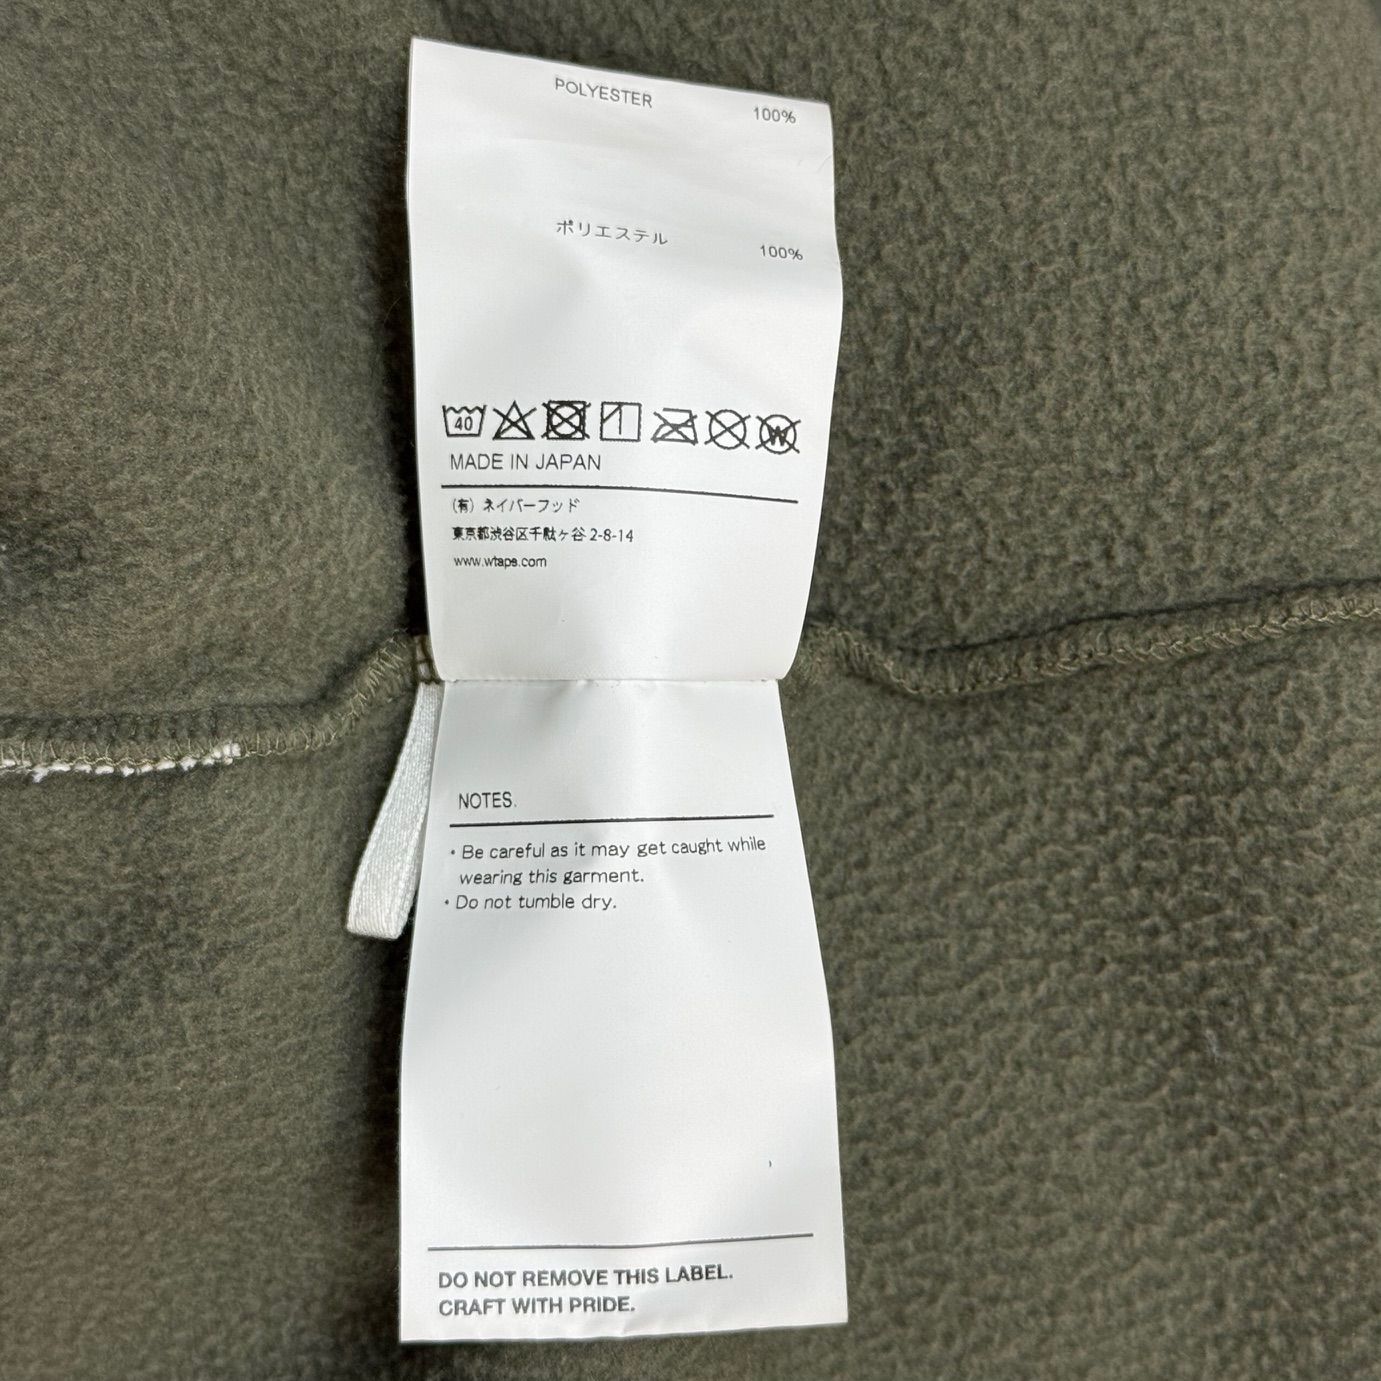 POLYESTER 100%
ポリエステル 100%
40
W
MADE IN JAPAN
(有) ネイバーフッド
東京都渋谷区千駄ヶ谷 2-8-14
www.wtaps.com
NOTES.
・Be careful as it may get caught while
wearing this garment.
・Do not tumble dry.
DO NOT REMOVE THIS LABEL.
CRAFT WITH PRIDE.